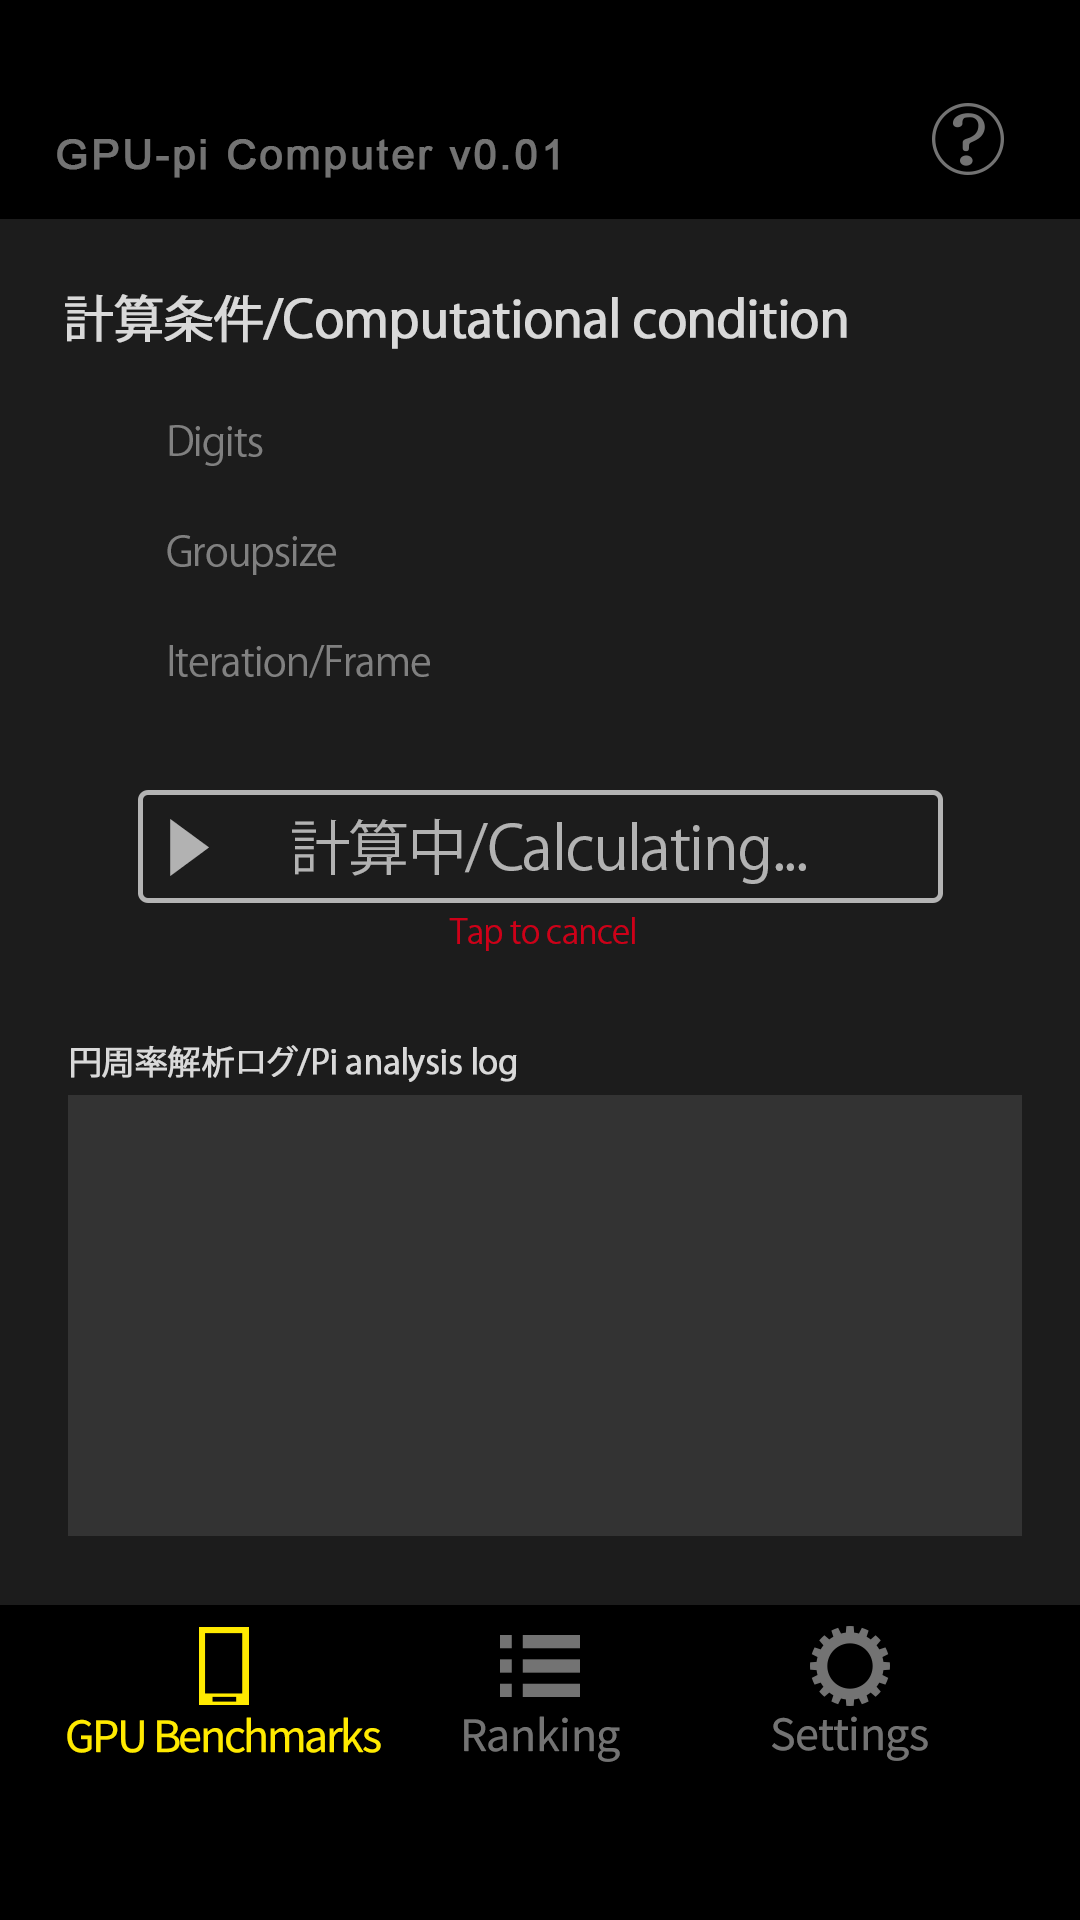 GPU-pi Computer v0.01
?
計算条件/Computational condition
Digits
Groupsize
Iteration/Frame
計算中/Calculating...
Tap to cancel
円周率解析ログ/Pi analysis log
GPU Benchmarks
Ranking
Settings